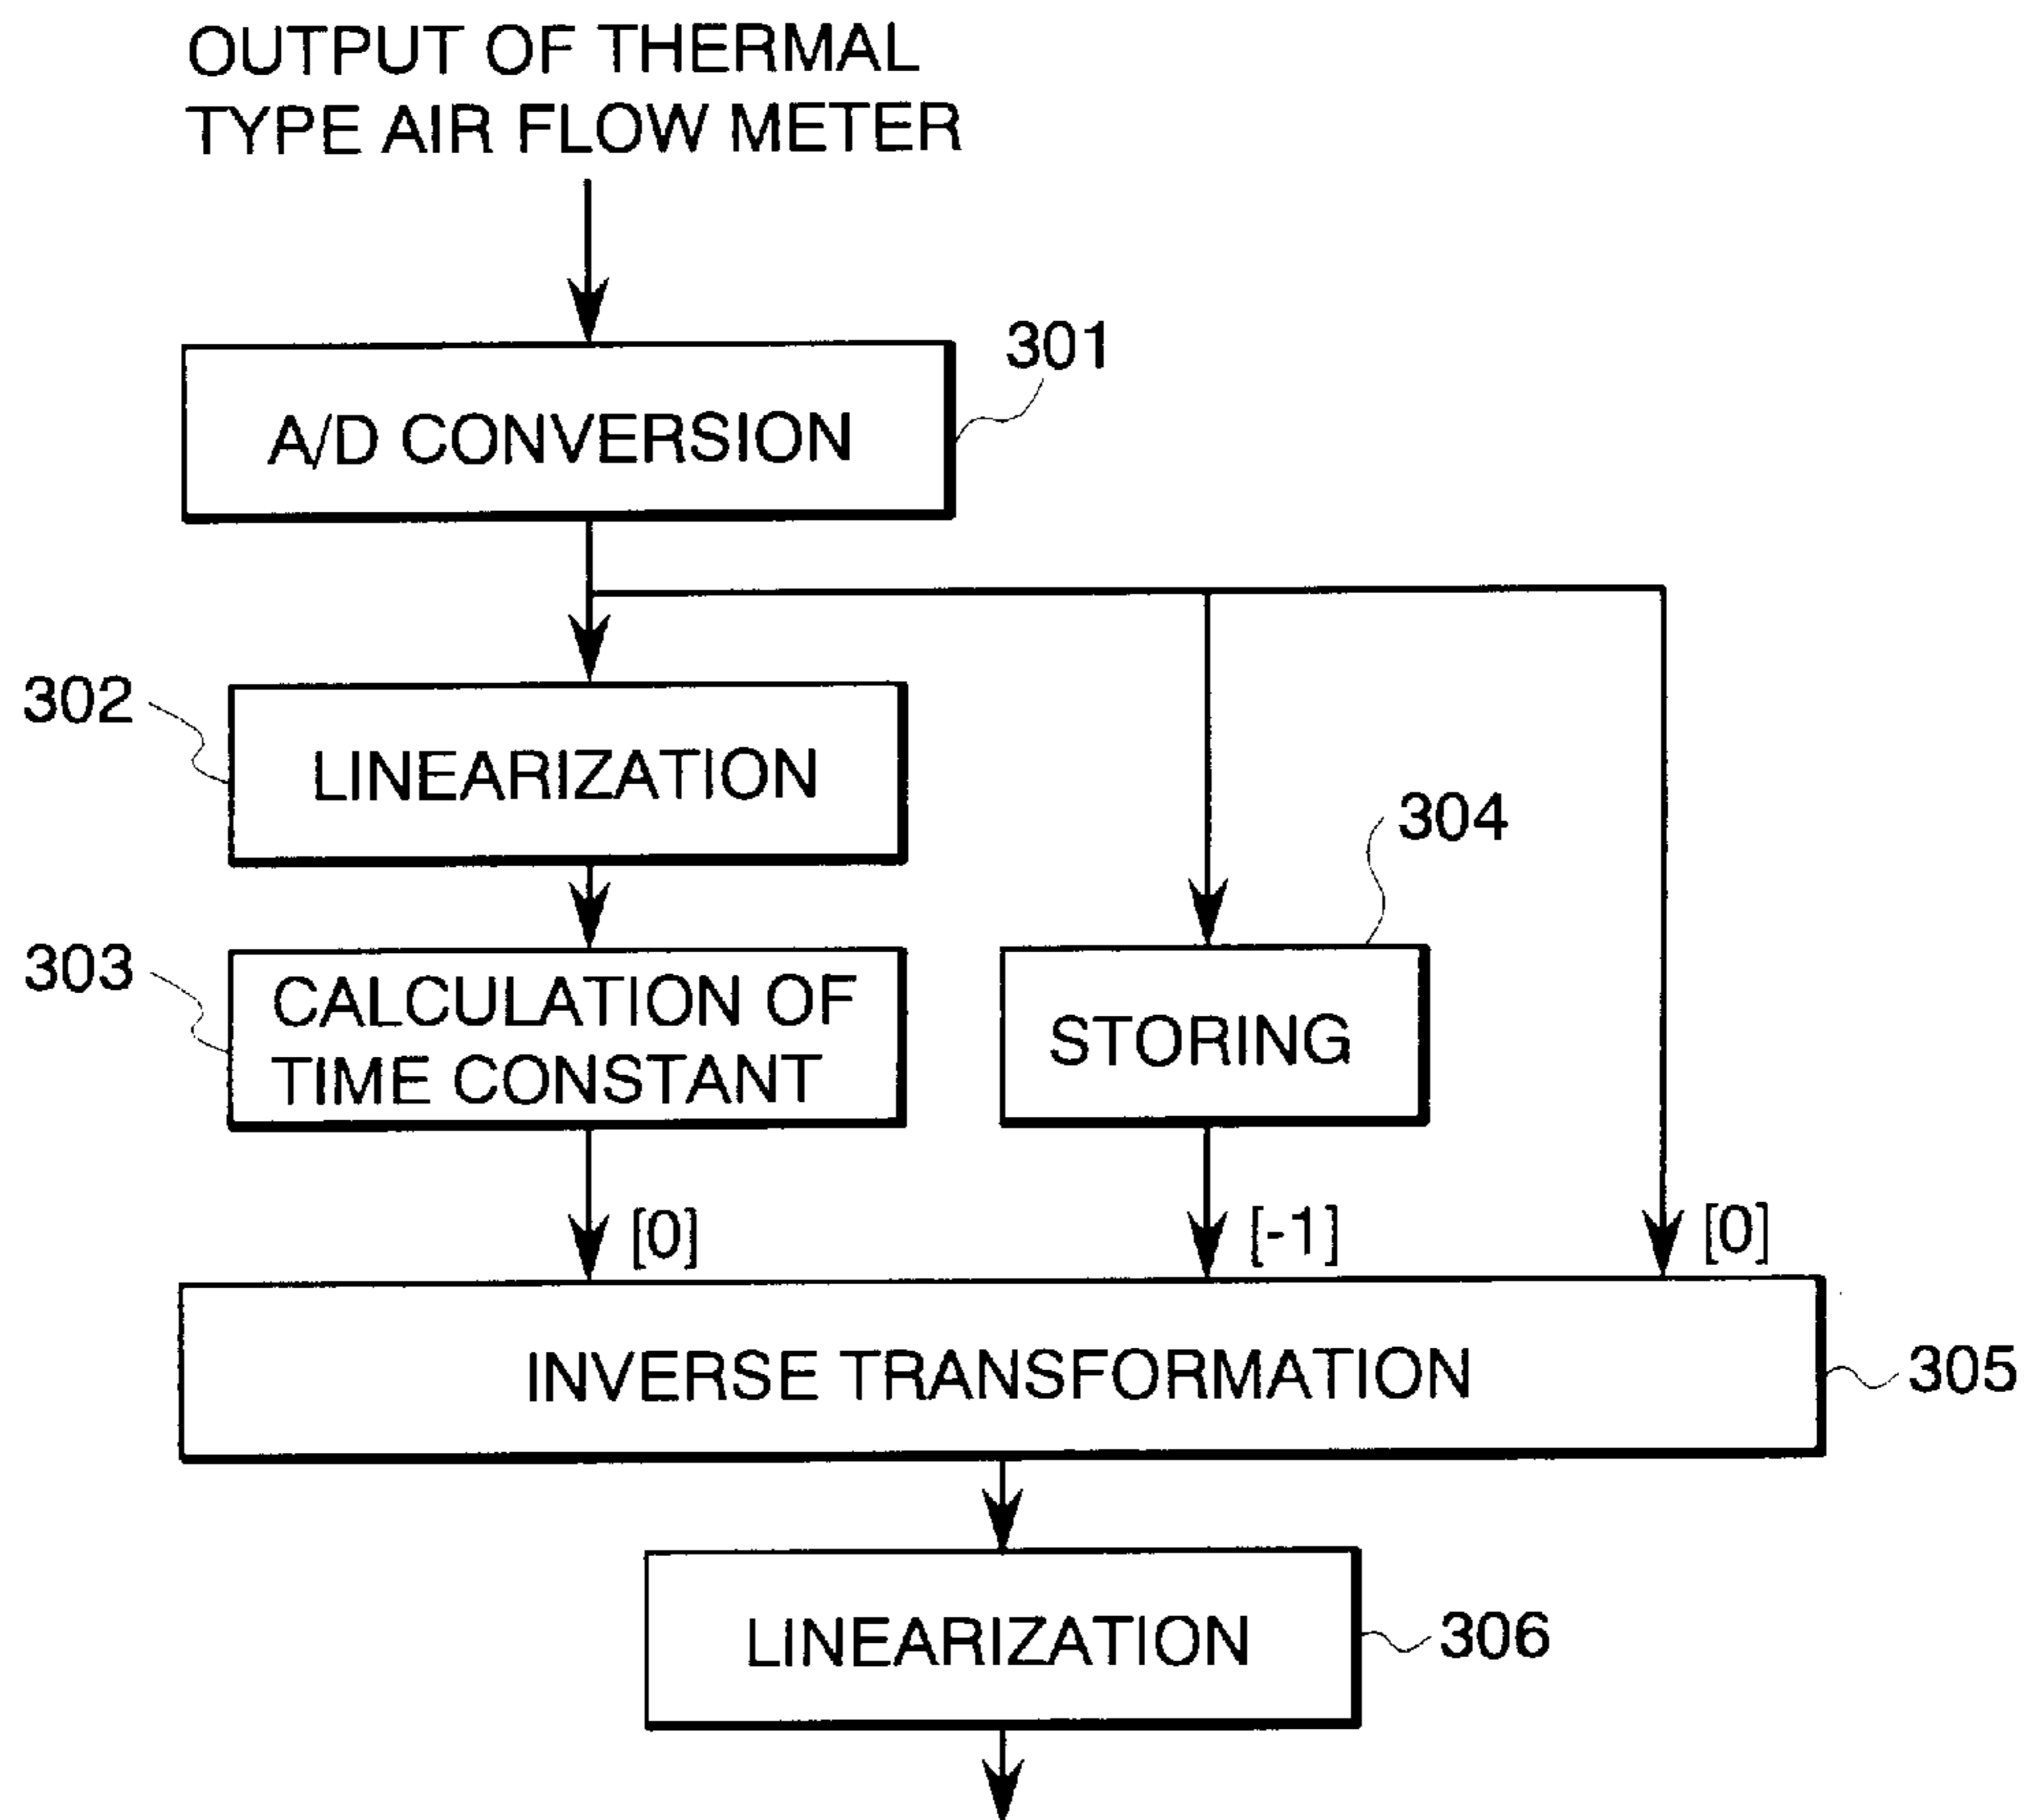 OUTPUT OF THERMAL
TYPE AIR FLOW METER
301
A/D CONVERSION
302
LINEARIZATION
304
303
CALCULATION OF
TIME CONSTANT
STORING
[0]
[-1]
[0]
INVERSE TRANSFORMATION
305
LINEARIZATION
306